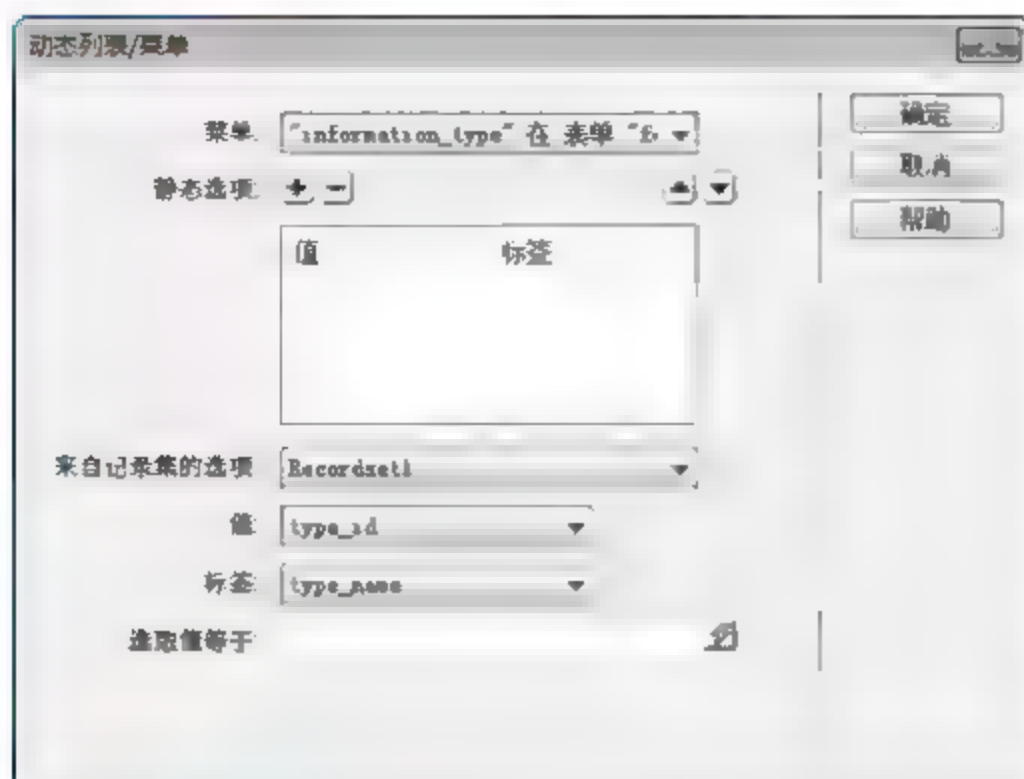 动态列表/菜单
菜单: "information_type" 在 表单 "fo
确定
静态选项:
取消
帮助
值 标签
来自记录集的选项: Recordset1
值: type_id
标签: type_name
选取值等于: